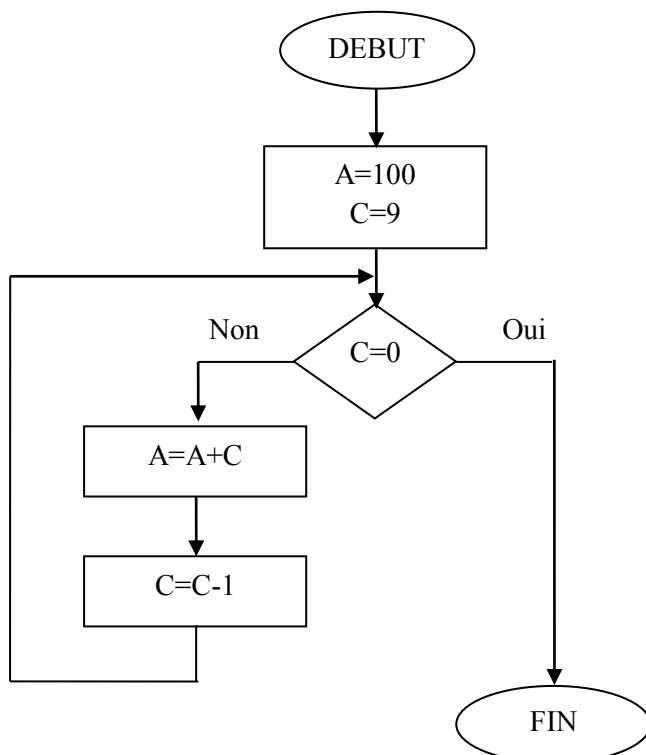 DEBUT
A=100
C=9
Non
C=0
Oui
A=A+C
C=C-1
FIN